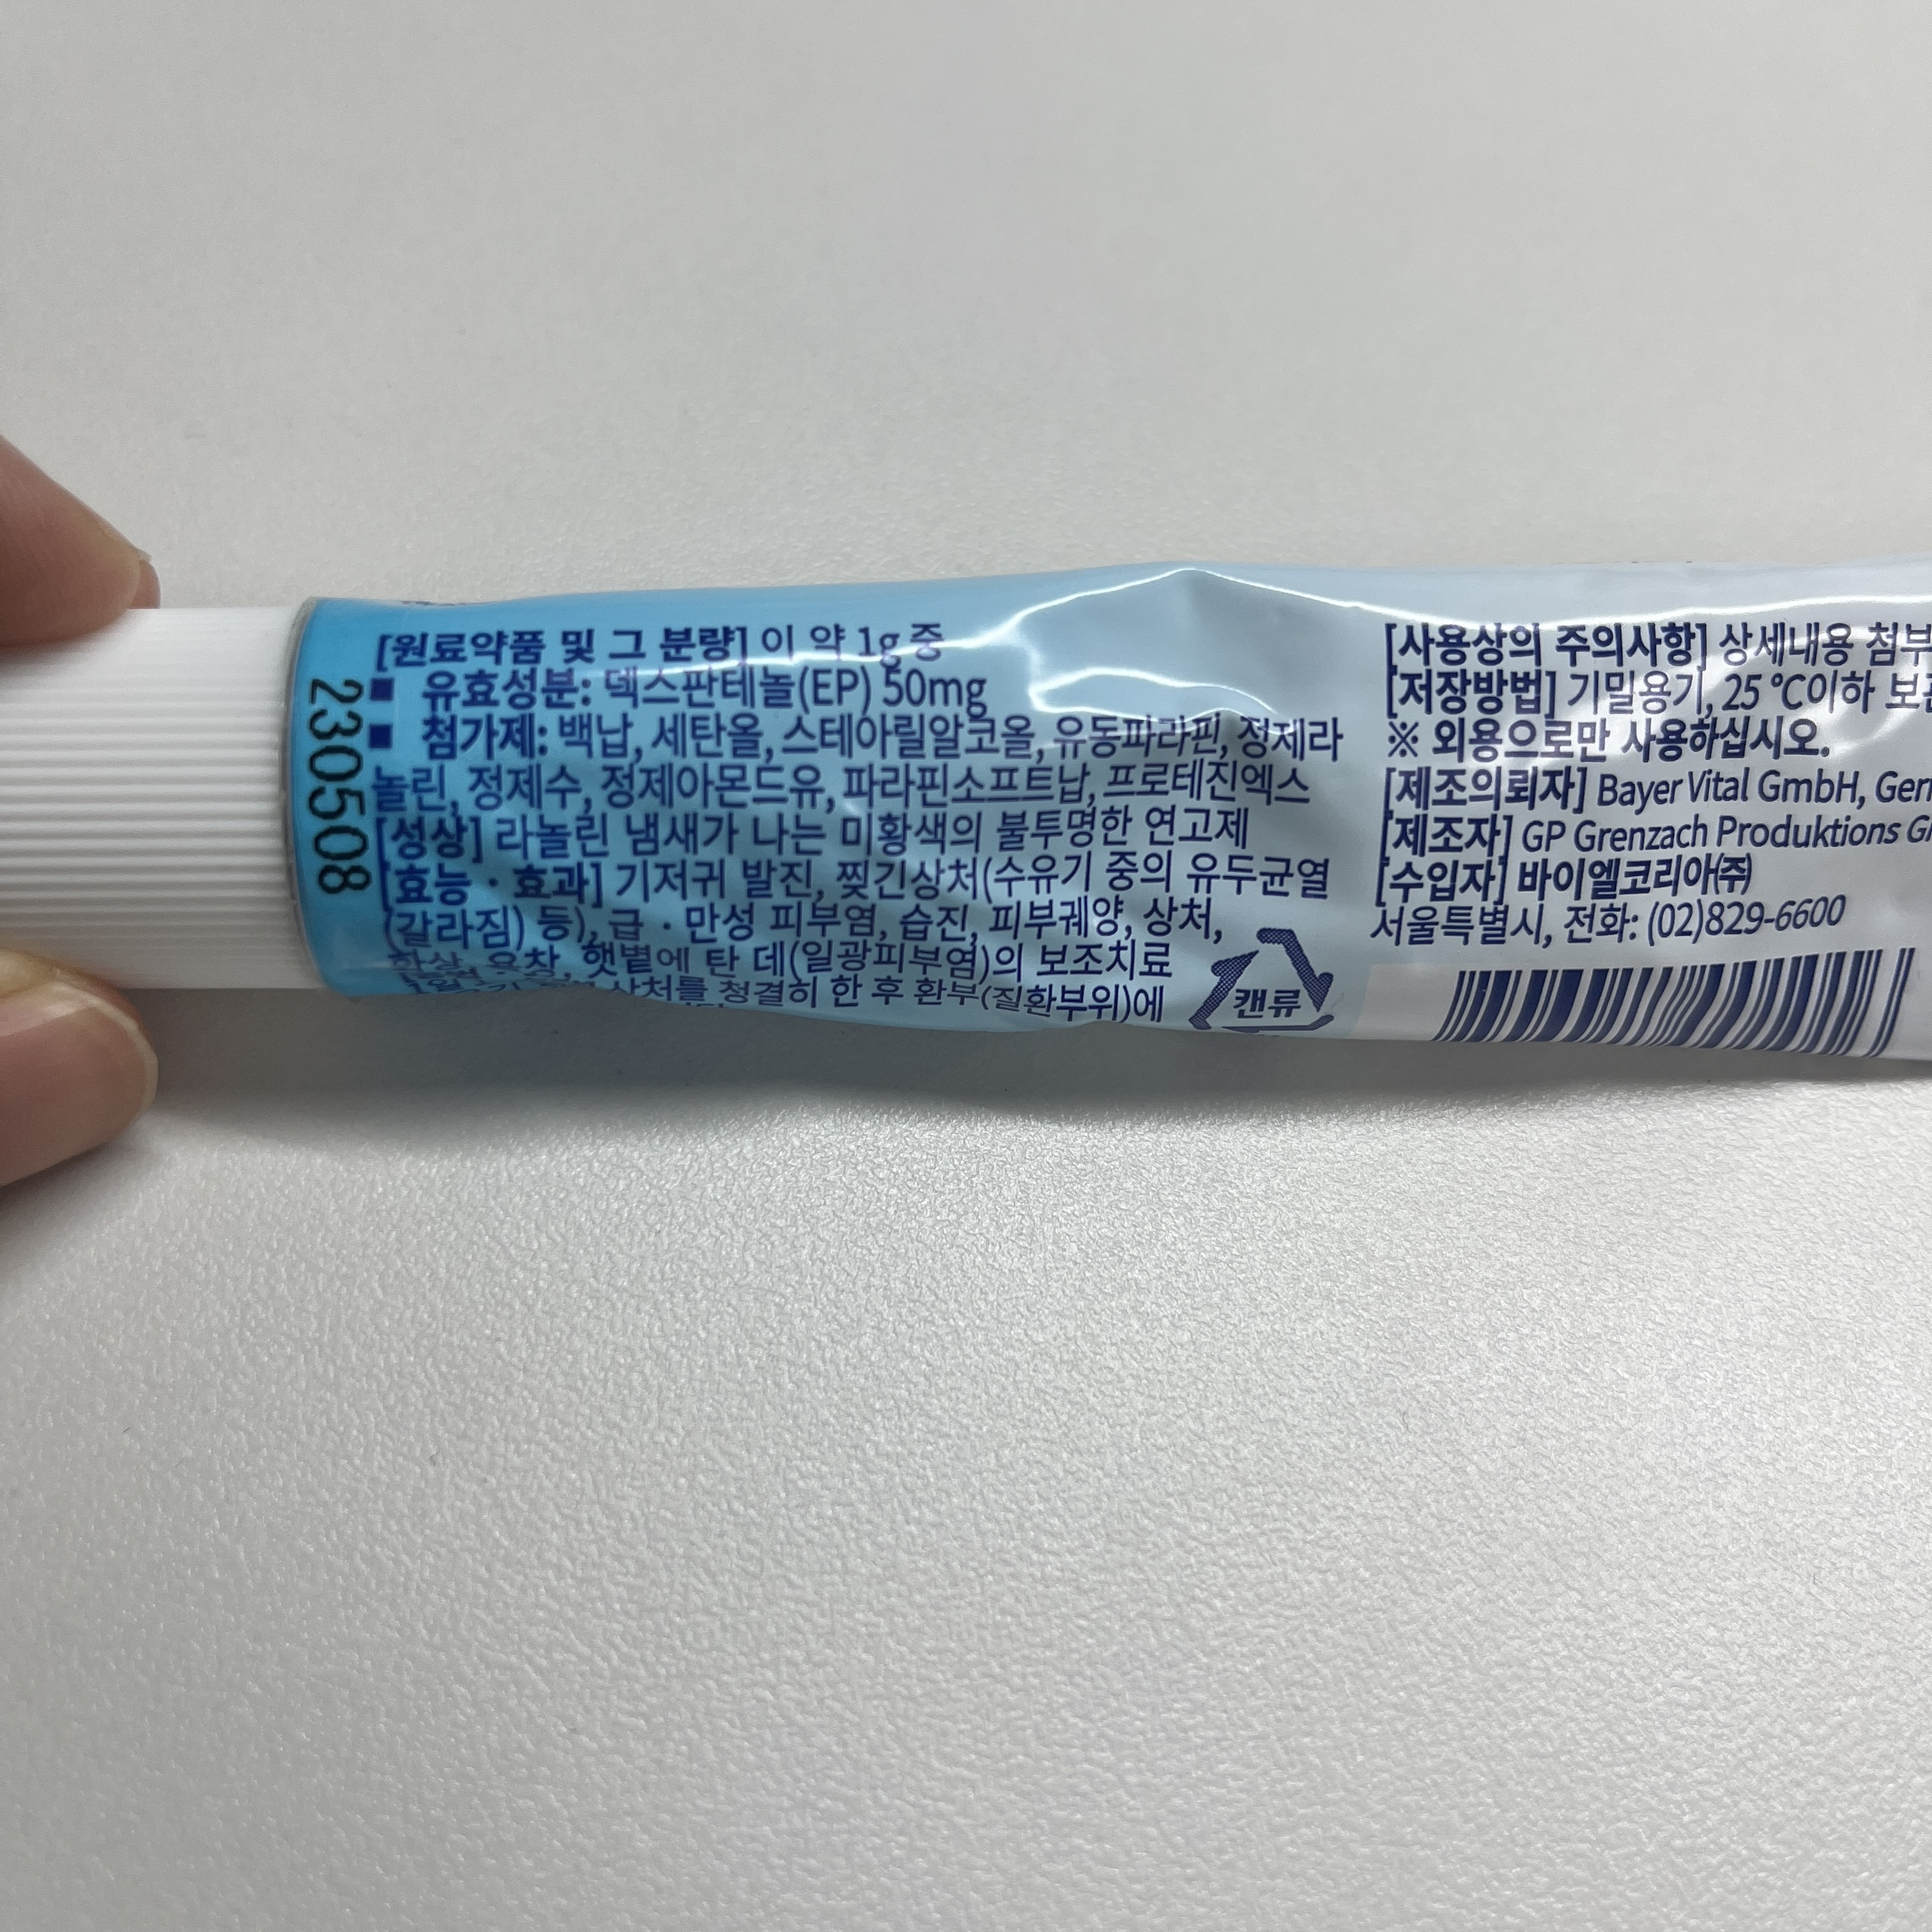 230508
[원료약품 및 그 분량] 이 약 1g 중
■ 유효성분: 덱스판테놀(EP) 50mg
■ 첨가제: 백납, 세탄올, 스테아릴알코올, 유동파라핀, 정제라
놀린, 정제수, 정제아몬드유, 파라핀소프트납, 프로테진엑스
[성상] 라놀린 냄새가 나는 미황색의 불투명한 연고제
[효능·효과] 기저귀 발진, 찢긴상처(수유기 중의 유두균열
(갈라짐) 등), 급·만성 피부염, 습진, 피부궤양, 상처,
화상, 욕창, 햇볕에 탄 데(일광피부염)의 보조치료
상처를 청결히 한 후 환부(질환부위)에
캔류
[사용상의 주의사항] 상세내용 첨부
[저장방법] 기밀용기, 25 °C이하 보관
※ 외용으로만 사용하십시오.
[제조의뢰자] Bayer Vital GmbH, Ger
[제조자] GP Grenzach Produktions G
[수입자] 바이엘코리아㈜
서울특별시, 전화: (02)829-6600